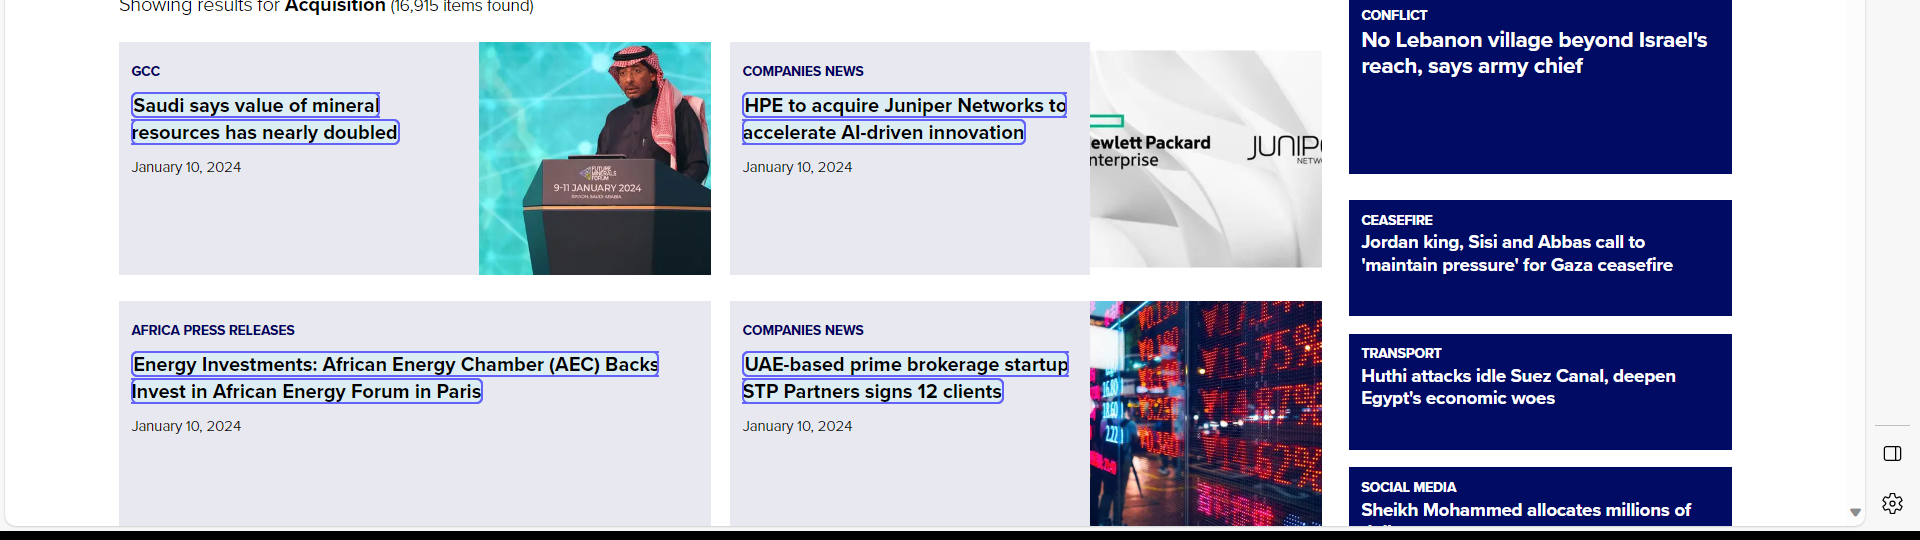 Showing results for Acquisition (16,915 items found)
GCC
Saudi says value of mineral
resources has nearly doubled
January 10, 2024
FUTURE
MINERALS
FORUM
9-11 JANUARY 2024
RIYADH, SAUDI ARABIA
COMPANIES NEWS
HPE to acquire Juniper Networks to
accelerate AI-driven innovation
January 10, 2024
ewlett Packard
nterprise
JUNIP
NETW
AFRICA PRESS RELEASES
Energy Investments: African Energy Chamber (AEC) Backs
Invest in African Energy Forum in Paris
January 10, 2024
COMPANIES NEWS
UAE-based prime brokerage startup
STP Partners signs 12 clients
January 10, 2024
CONFLICT
No Lebanon village beyond Israel's
reach, says army chief
CEASEFIRE
Jordan king, Sisi and Abbas call to
'maintain pressure' for Gaza ceasefire
TRANSPORT
Huthi attacks idle Suez Canal, deepen
Egypt's economic woes
SOCIAL MEDIA
Sheikh Mohammed allocates millions of